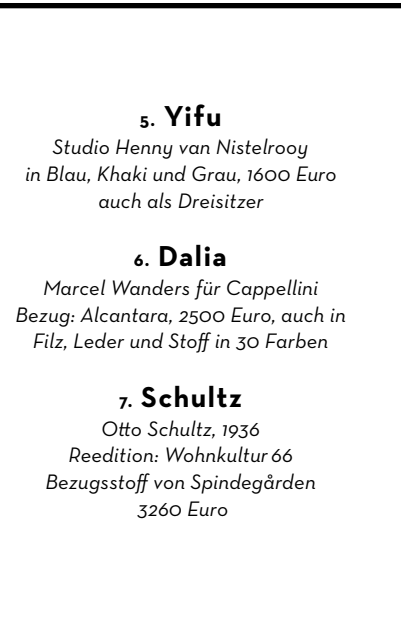 5. Yifu
Studio Henny van Nistelrooy
in Blau, Khaki und Grau, 1600 Euro
auch als Dreisitzer
6. Dalia
Marcel Wanders für Cappellini
Bezug: Alcantara, 2500 Euro, auch in
Filz, Leder und Stoff in 30 Farben
7. Schultz
Otto Schultz, 1936
Reedition: Wohnkultur 66
Bezugsstoff von Spindegården
3260 Euro